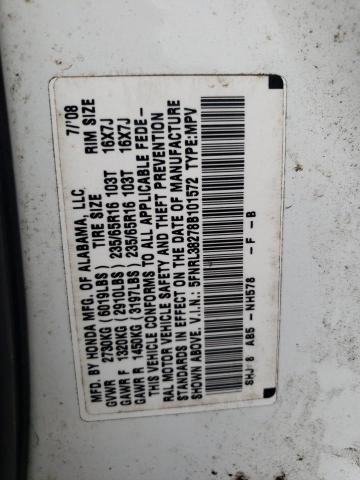 MFD. BY HONDA MFG. OF ALABAMA, LLC. 7/'08
TIRE SIZE RIM SIZE
GVWR 2730KG (6019LBS)
GAWR F 1320KG (2910LBS) 235/65R16 103T 16X7J
GAWR R 1450KG (3197LBS) 235/65R16 103T 16X7J
THIS VEHICLE CONFORMS TO ALL APPLICABLE FEDE-
RAL MOTOR VEHICLE SAFETY AND THEFT PREVENTION
STANDARDS IN EFFECT ON THE DATE OF MANUFACTURE
SHOWN ABOVE. V.I.N.: 5FNRL38278B101572 TYPE:MPV
SHJ 8 AB5 -NH578 -F -B